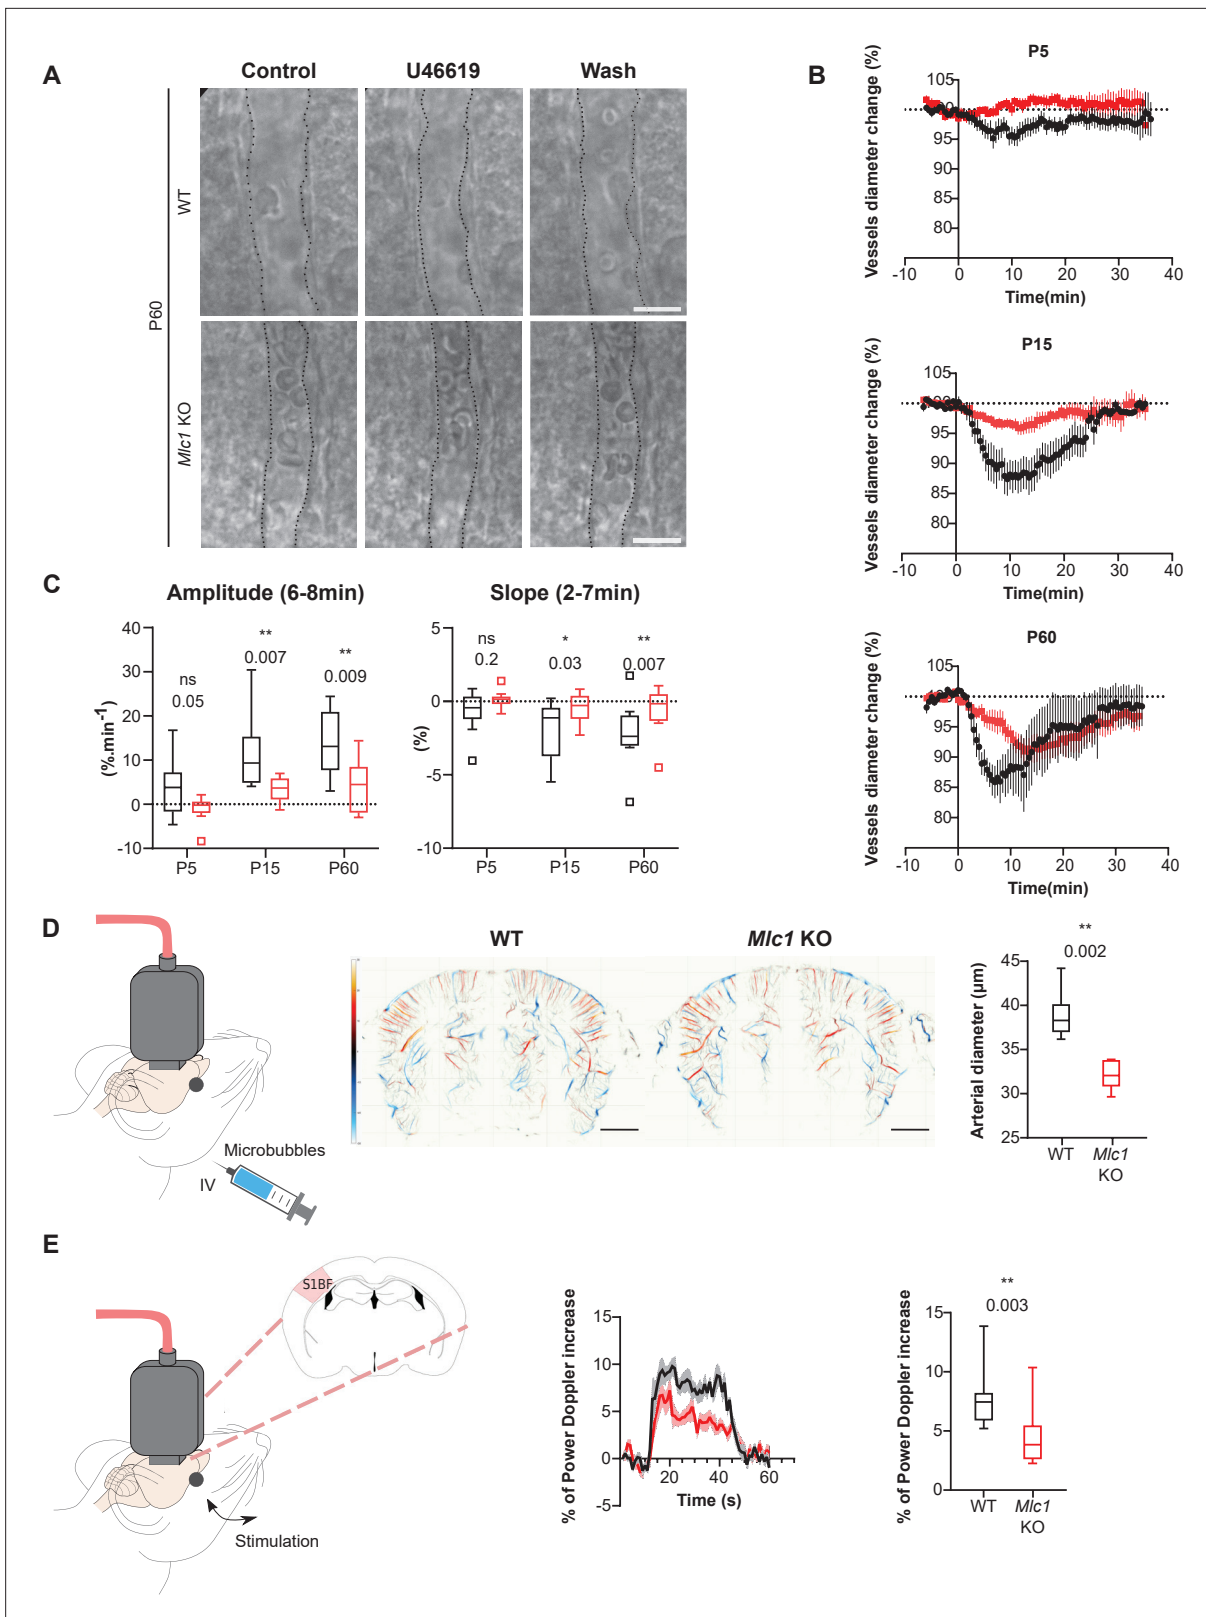 A
Control
U46619
Wash
P60
WT
Mlc1 KO
B
P5
Vessels diameter change (%)
105
95
90
85
80
-10
0
10
20
30
40
Time(min)
P15
Vessels diameter change (%)
105
100
95
90
85
80
-10
0
10
20
30
40
Time(min)
P60
Vessels diameter change (%)
105
100
95
90
85
80
-10
0
10
20
30
40
Time(min)
C
Amplitude (6-8min)
(%.min-1)
40
30
20
10
0
-10
ns
0.05
**
0.007
**
0.009
P5
P15
P60
Slope (2-7min)
(%)
5
0
-5
-10
ns
0.2
*
0.03
**
0.007
P5
P15
P60
D
Microbubbles
IV
WT
Mlc1 KO
**
0.002
Arterial diameter (µm)
45
40
35
30
25
WT
Mlc1
KO
E
S1BF
Stimulation
% of Power Doppler increase
15
10
5
0
-5
20
40
60
Time (s)
**
0.003
% of Power Doppler increase
15
10
5
0
WT
Mlc1
KO